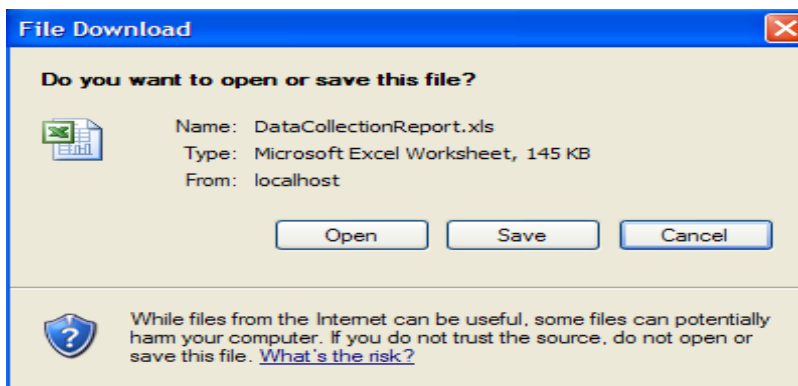 File Download
Do you want to open or save this file?
Name: DataCollectionReport.xls
Type: Microsoft Excel Worksheet, 145 KB
From: localhost
Open Save Cancel
While files from the Internet can be useful, some files can potentially
harm your computer. If you do not trust the source, do not open or
save this file. What's the risk?